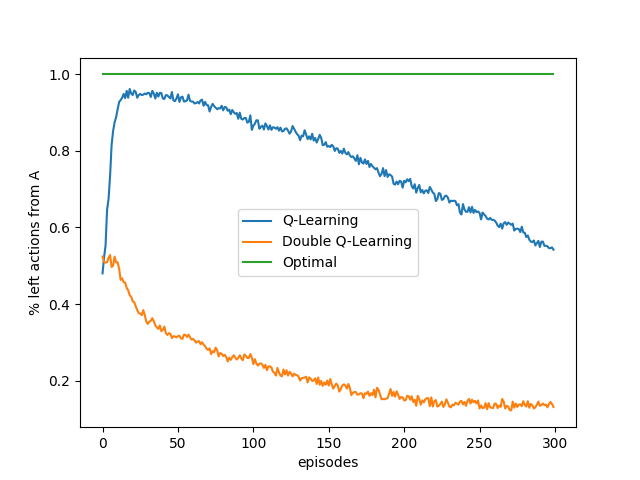 1.0
0.8
0.6
0.4
0.2
% left actions from A
Q-Learning
Double Q-Learning
Optimal
0 50 100 150 200 250 300
episodes